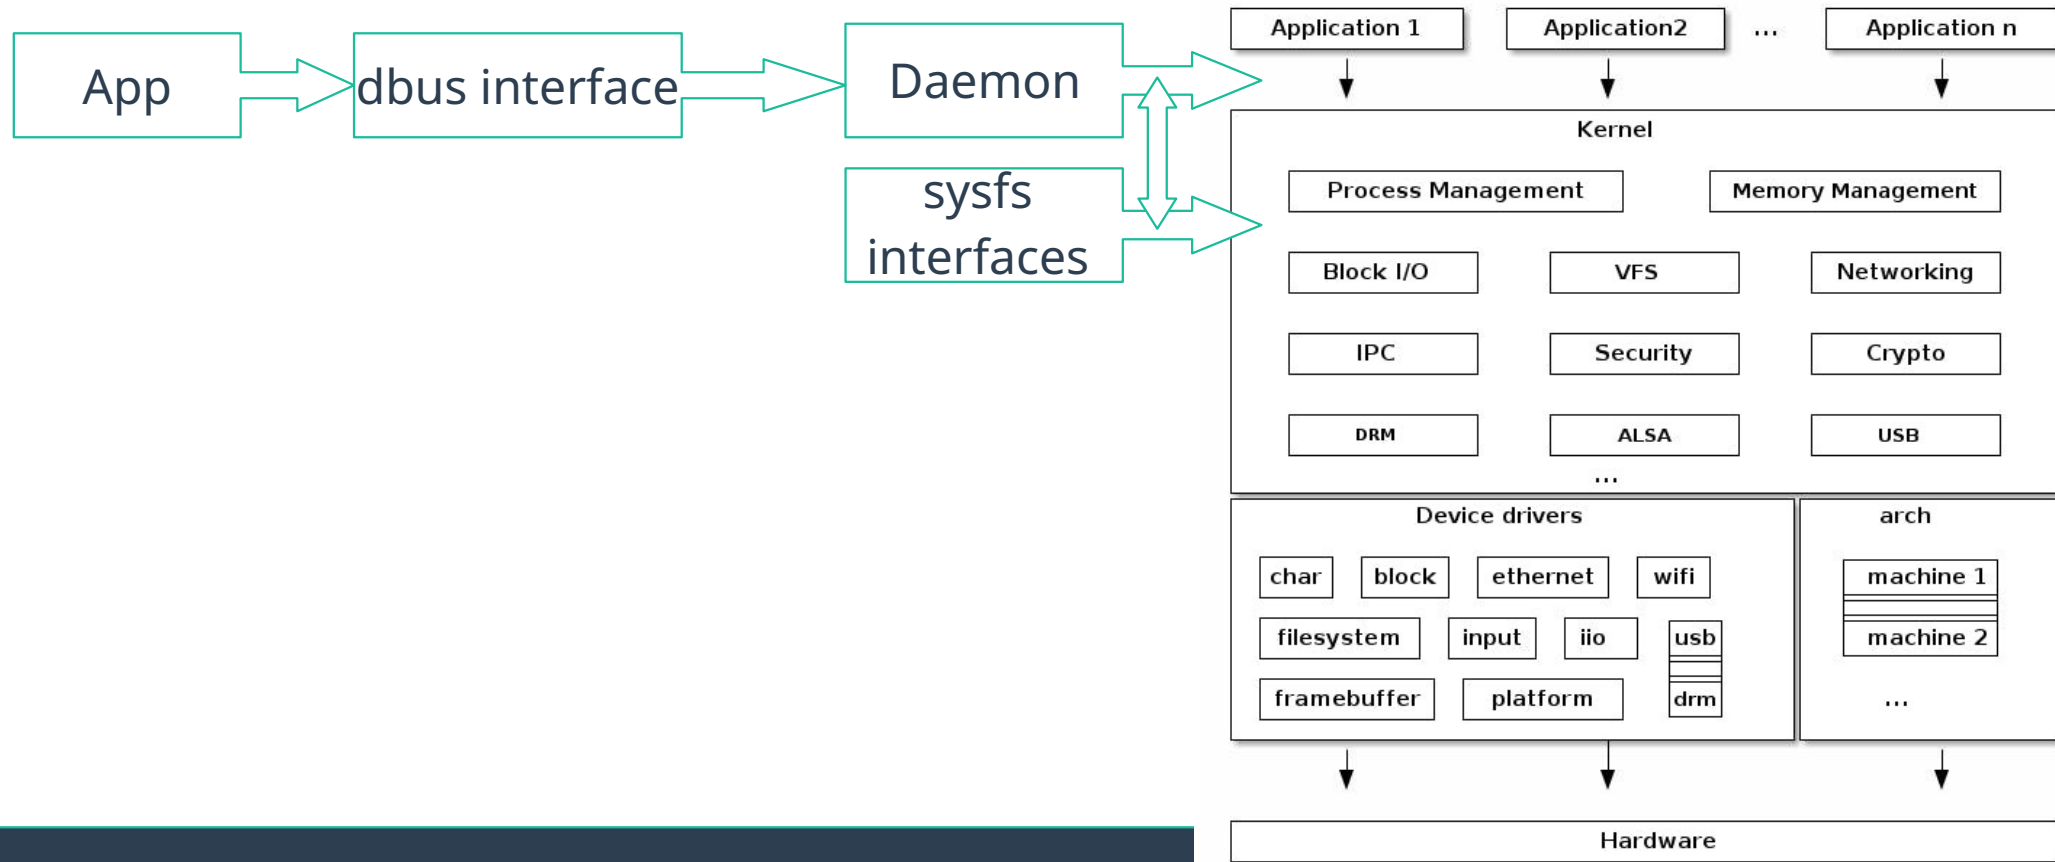 App
dbus interface
Daemon
sysfs
interfaces
Application 1
Application2
...
Application n
Kernel
Process Management
Memory Management
Block I/O
VFS
Networking
IPC
Security
Crypto
DRM
ALSA
USB
...
Device drivers
arch
char
block
ethernet
wifi
machine 1
filesystem
input
iio
usb
machine 2
framebuffer
platform
drm
...
Hardware